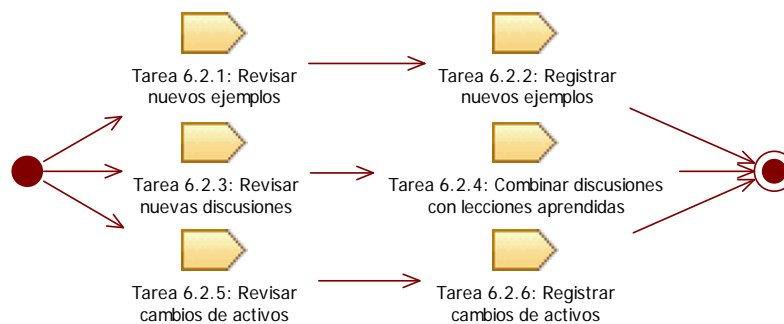 Tarea 6.2.1: Revisar
nuevos ejemplos
Tarea 6.2.2: Registrar
nuevos ejemplos
Tarea 6.2.3: Revisar
nuevas discusiones
Tarea 6.2.4: Combinar discusiones
con lecciones aprendidas
Tarea 6.2.5: Revisar
cambios de activos
Tarea 6.2.6: Registrar
cambios de activos